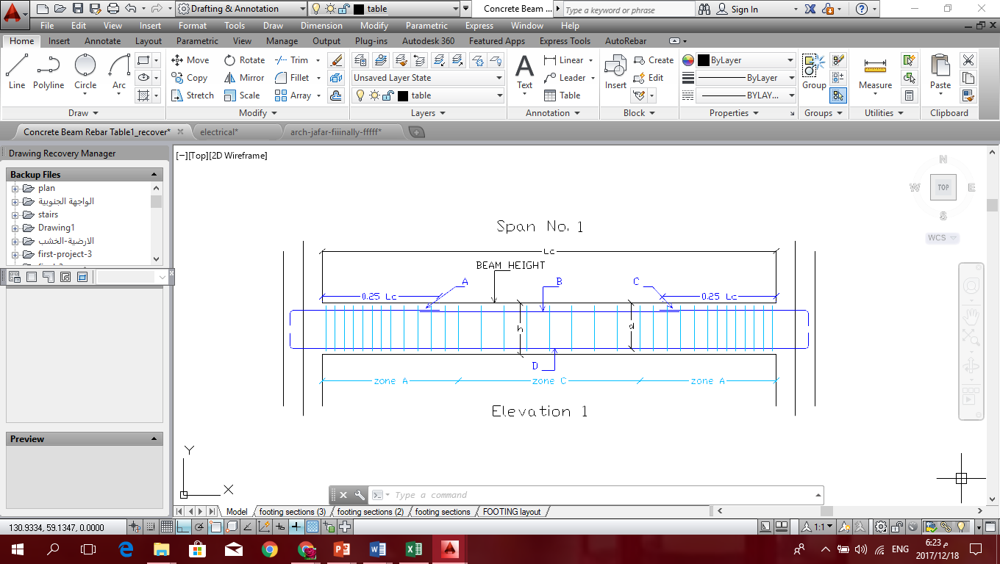 Drafting & Annotation
table
Concrete Beam ...
Type a keyword or phrase
Sign In
File Edit View Insert Format Tools Draw Dimension Modify Parametric Express Window Help
Home Insert Annotate Layout Parametric View Manage Output Plug-ins Autodesk 360 Featured Apps Express Tools AutoRebar
Line Polyline Circle Arc
Draw
Move Rotate Trim
Copy Mirror Fillet
Stretch Scale Array
Modify
Unsaved Layer State
table
Layers
Text
Linear
Leader
Table
Annotation
Insert
Create
Edit
Block
ByLayer
ByLayer
BYLAY...
Properties
Group
Groups
Measure
Utilities
Paste
Clipboard
Concrete Beam Rebar Table1_recover*
electrical*
arch-jafar-fiiinally-fffff*
Drawing Recovery Manager
Backup Files
plan
الواجهة الجنوبية
stairs
Drawing1
الارضية-الخشب
first-project-3
Preview
[−][Top][2D Wireframe]
N
W TOP E
S
WCS
Span No. 1
Lc
BEAM HEIGHT
A B C
0.25 Lc 0.25 Lc
h d
D
zone A zone C zone A
Elevation 1
Y
X
Type a command
Model footing sections (3) footing sections (2) footing sections FOOTING layout
130.9334, 59.1347, 0.0000
1:1
ENG
6:23 م
2017/12/18